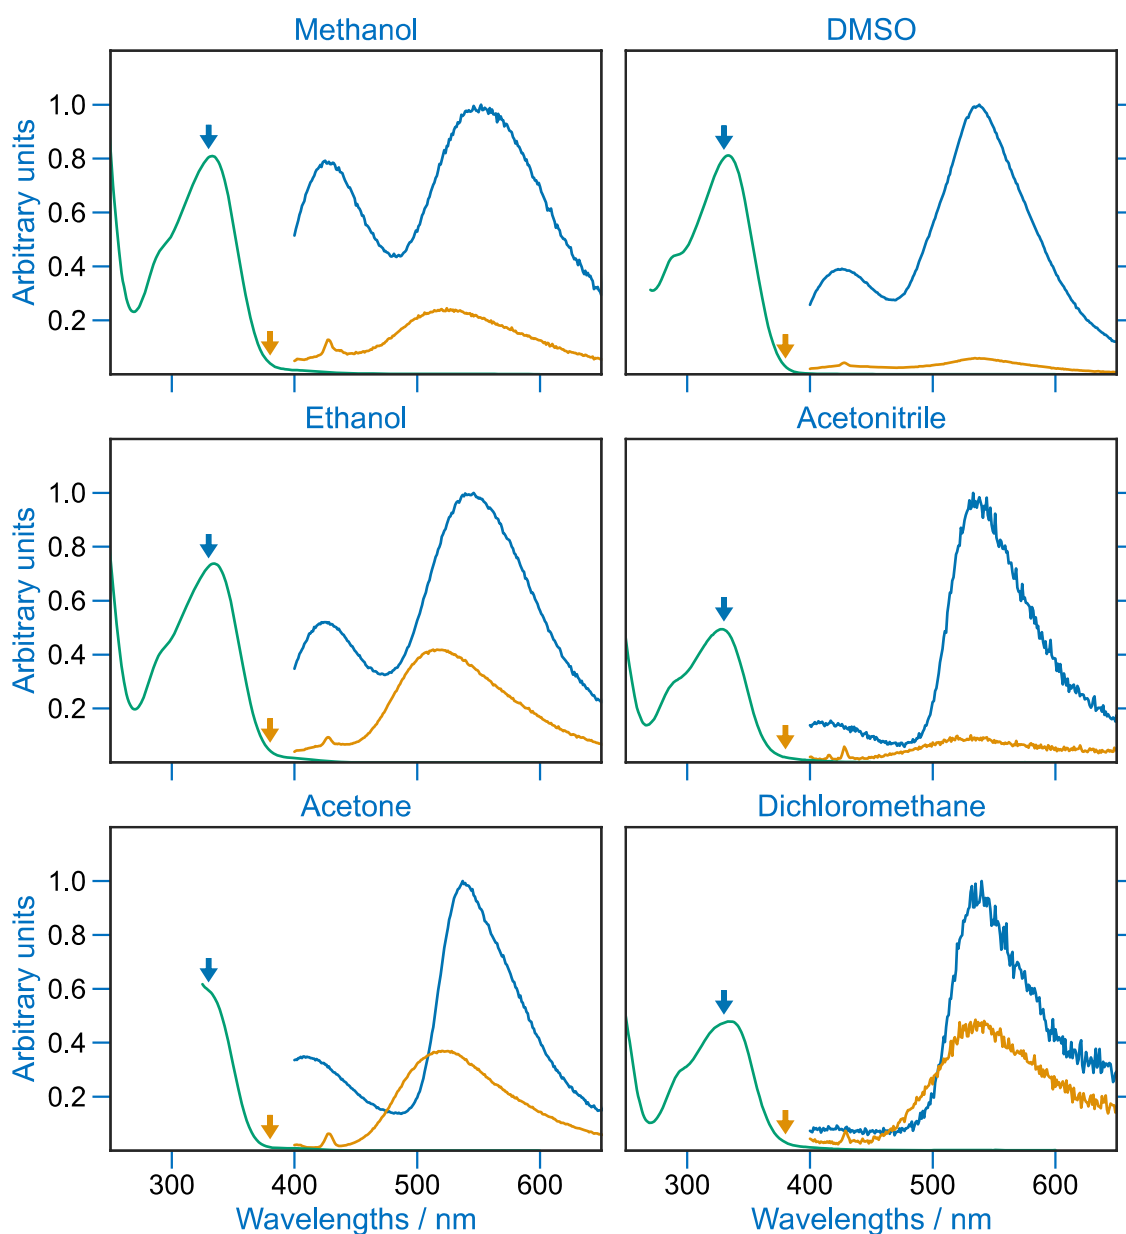 Methanol
DMSO
Arbitrary units
1.0
0.8
0.6
0.4
0.2
Ethanol
Acetonitrile
Arbitrary units
1.0
0.8
0.6
0.4
0.2
Acetone
Dichloromethane
Arbitrary units
1.0
0.8
0.6
0.4
0.2
300 400 500 600
300 400 500 600
Wavelengths / nm
Wavelengths / nm